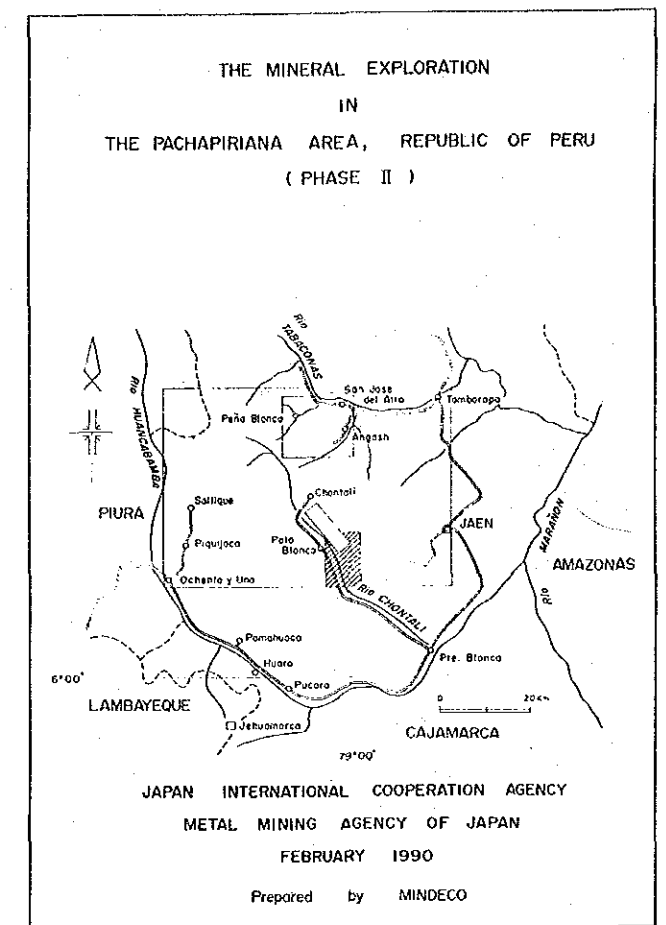 THE MINERAL EXPLORATION
IN
THE PACHAPIRIANA AREA, REPUBLIC OF PERU
( PHASE II )
Rio TABACONAS
San Jose del Alto
Tamborapa
Peña Blanca
Angash
Rio HUANCABAMBA
Chontali
Sallique
PIURA
JAEN
Rio MARAÑON
Piquijaca
Palo Blanco
AMAZONAS
Ochenta y Uno
Rio CHONTALI
Pomahuaca
Pte. Blanca
Huaro
6°00'
Pucara
LAMBAYEQUE
0 20Km
Jehuamarca
CAJAMARCA
79°00'
JAPAN INTERNATIONAL COOPERATION AGENCY
METAL MINING AGENCY OF JAPAN
FEBRUARY 1990
Prepared by MINDECO